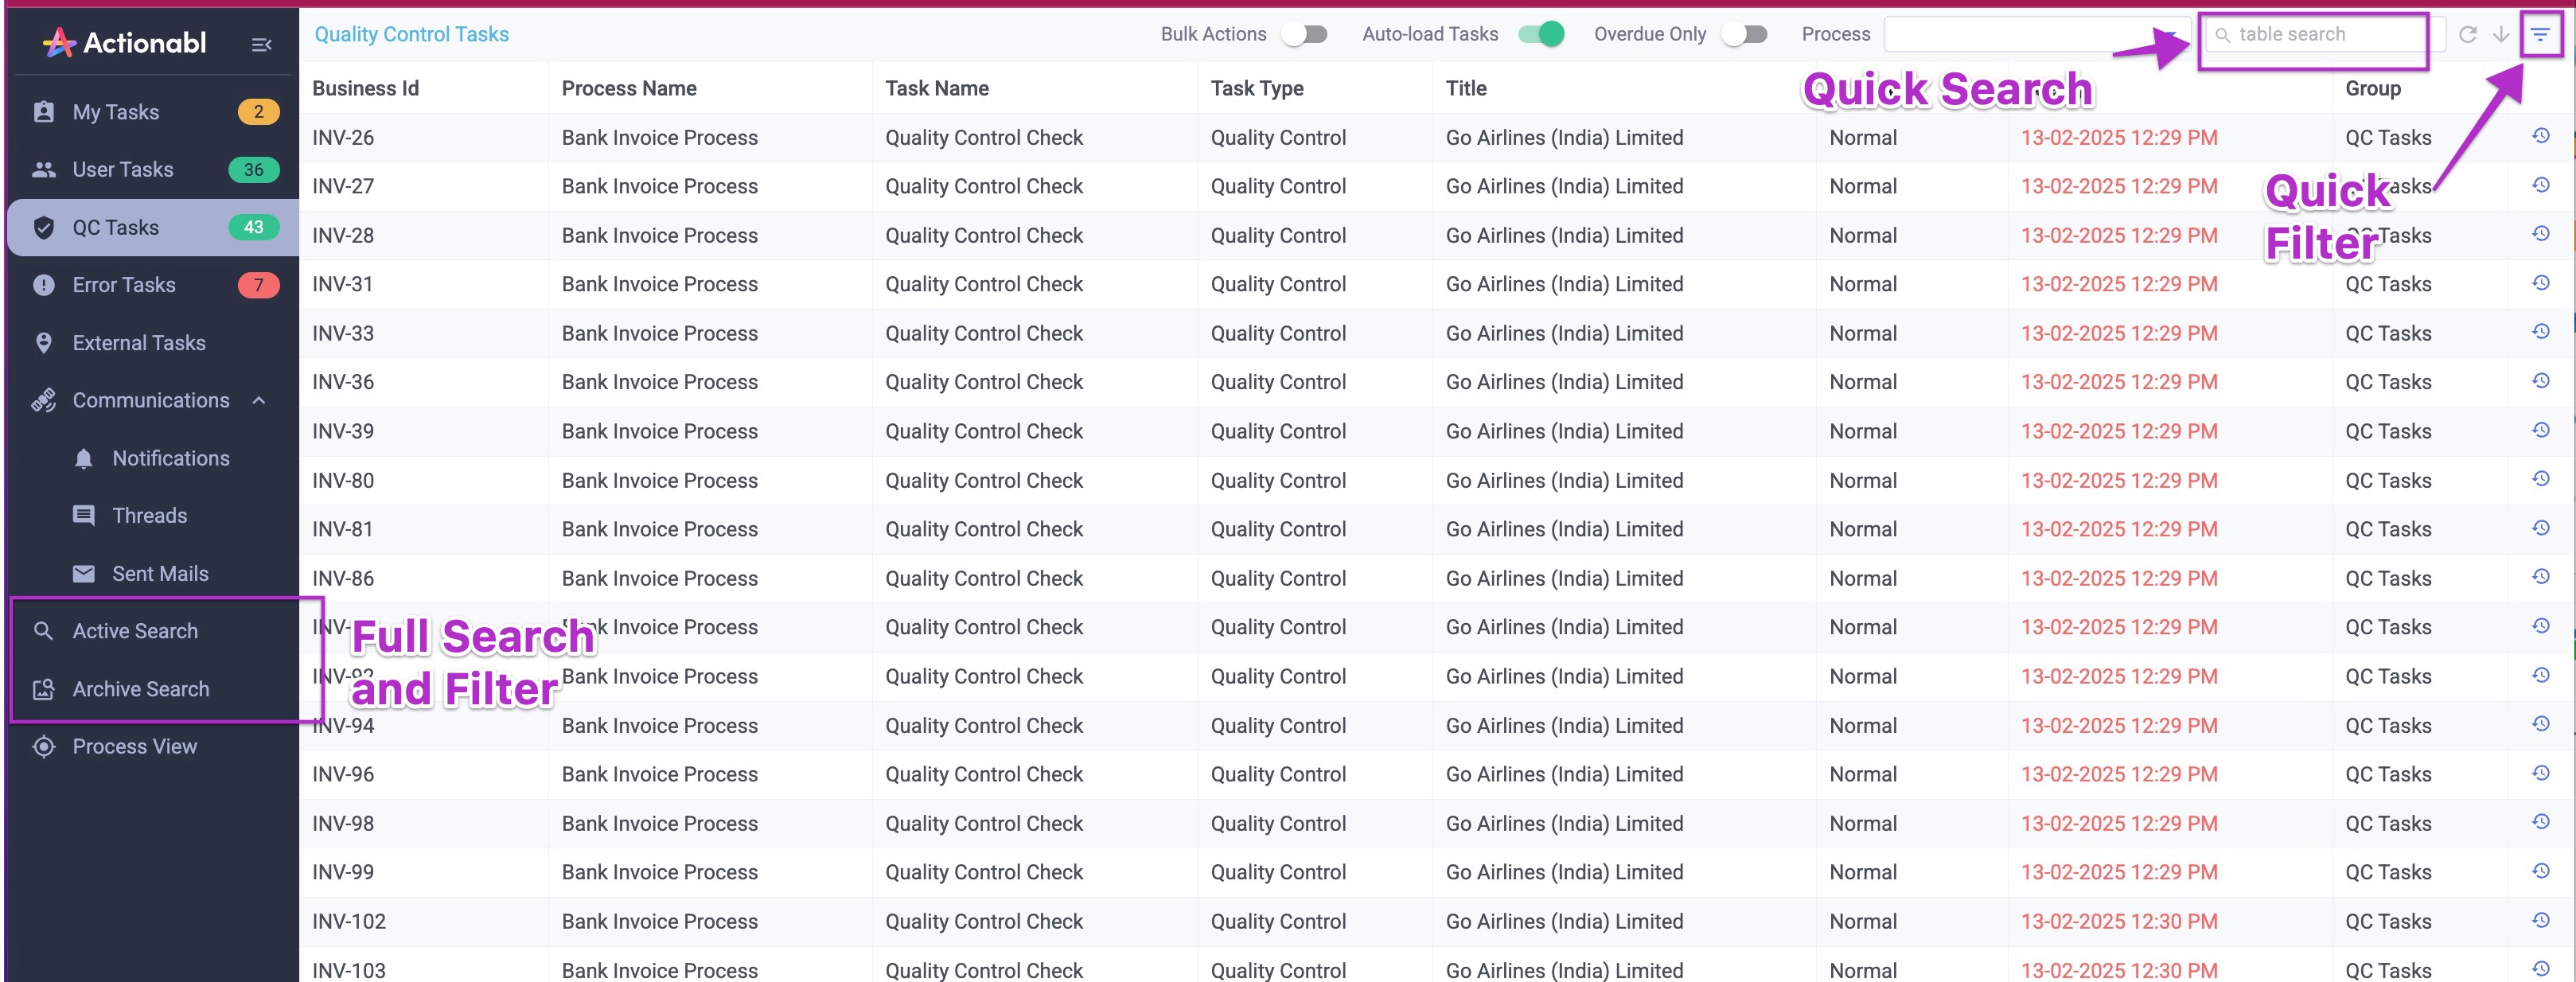 Actionabl
Quality Control Tasks Bulk Actions Auto-load Tasks Overdue Only Process table search
Business Id Process Name Task Name Task Type Title Group
Quick Search
My Tasks 2
User Tasks 36
QC Tasks 43
Error Tasks 7
External Tasks
Communications
Notifications
Threads
Sent Mails
Active Search
Archive Search
Process View
Quick
Filter
Full Search
and Filter
INV-26 Bank Invoice Process Quality Control Check Quality Control Go Airlines (India) Limited Normal 13-02-2025 12:29 PM QC Tasks
INV-27 Bank Invoice Process Quality Control Check Quality Control Go Airlines (India) Limited Normal 13-02-2025 12:29 PM
INV-28 Bank Invoice Process Quality Control Check Quality Control Go Airlines (India) Limited Normal 13-02-2025 12:29 PM QC Tasks
INV-31 Bank Invoice Process Quality Control Check Quality Control Go Airlines (India) Limited Normal 13-02-2025 12:29 PM QC Tasks
INV-33 Bank Invoice Process Quality Control Check Quality Control Go Airlines (India) Limited Normal 13-02-2025 12:29 PM QC Tasks
INV-36 Bank Invoice Process Quality Control Check Quality Control Go Airlines (India) Limited Normal 13-02-2025 12:29 PM QC Tasks
INV-39 Bank Invoice Process Quality Control Check Quality Control Go Airlines (India) Limited Normal 13-02-2025 12:29 PM QC Tasks
INV-80 Bank Invoice Process Quality Control Check Quality Control Go Airlines (India) Limited Normal 13-02-2025 12:29 PM QC Tasks
INV-81 Bank Invoice Process Quality Control Check Quality Control Go Airlines (India) Limited Normal 13-02-2025 12:29 PM QC Tasks
INV-86 Bank Invoice Process Quality Control Check Quality Control Go Airlines (India) Limited Normal 13-02-2025 12:29 PM QC Tasks
Bank Invoice Process Quality Control Check Quality Control Go Airlines (India) Limited Normal 13-02-2025 12:29 PM QC Tasks
INV-92 Bank Invoice Process Quality Control Check Quality Control Go Airlines (India) Limited Normal 13-02-2025 12:29 PM QC Tasks
INV-94 Bank Invoice Process Quality Control Check Quality Control Go Airlines (India) Limited Normal 13-02-2025 12:29 PM QC Tasks
INV-96 Bank Invoice Process Quality Control Check Quality Control Go Airlines (India) Limited Normal 13-02-2025 12:29 PM QC Tasks
INV-98 Bank Invoice Process Quality Control Check Quality Control Go Airlines (India) Limited Normal 13-02-2025 12:29 PM QC Tasks
INV-99 Bank Invoice Process Quality Control Check Quality Control Go Airlines (India) Limited Normal 13-02-2025 12:29 PM QC Tasks
INV-102 Bank Invoice Process Quality Control Check Quality Control Go Airlines (India) Limited Normal 13-02-2025 12:30 PM QC Tasks
INV-103 Bank Invoice Process Quality Control Check Quality Control Go Airlines (India) Limited Normal 13-02-2025 12:30 PM QC Tasks